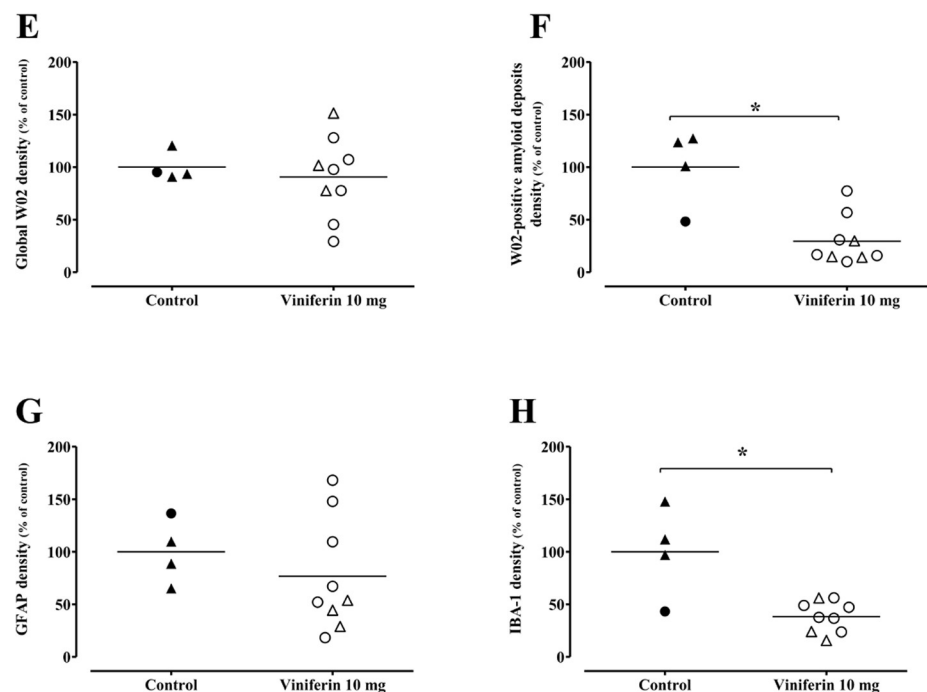 E
Global W02 density (% of control)
200
150
100
50
0
Control
Viniferin 10 mg
F
W02-positive amyloid deposits
density (% of control)
200
150
100
50
0
*
Control
Viniferin 10 mg
G
GFAP density (% of control)
200
150
100
50
0
Control
Viniferin 10 mg
H
IBA-1 density (% of control)
200
150
100
50
0
*
Control
Viniferin 10 mg